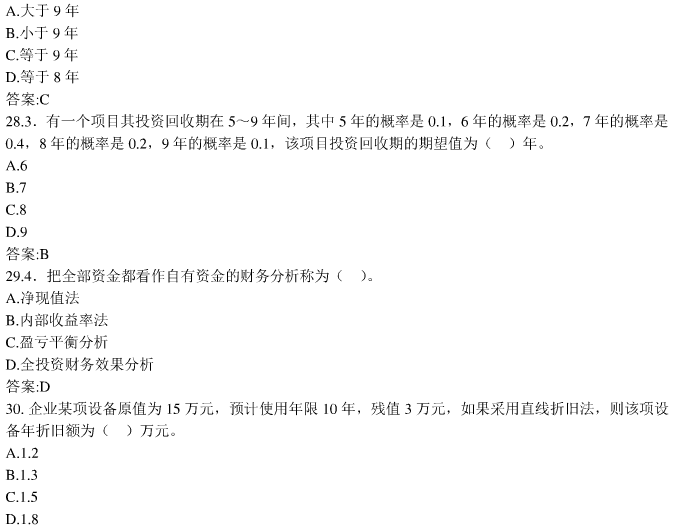 A.大于 9 年
B.小于 9 年
C.等于 9 年
D.等于 8 年
答案:C
28.3．有一个项目其投资回收期在 5～9 年间，其中 5 年的概率是 0.1，6 年的概率是 0.2，7 年的概率是
0.4，8 年的概率是 0.2，9 年的概率是 0.1，该项目投资回收期的期望值为（　）年。
A.6
B.7
C.8
D.9
答案:B
29.4．把全部资金都看作自有资金的财务分析称为（　）。
A.净现值法
B.内部收益率法
C.盈亏平衡分析
D.全投资财务效果分析
答案:D
30. 企业某项设备原值为 15 万元，预计使用年限 10 年，残值 3 万元，如果采用直线折旧法，则该项设
备年折旧额为（　）万元。
A.1.2
B.1.3
C.1.5
D.1.8